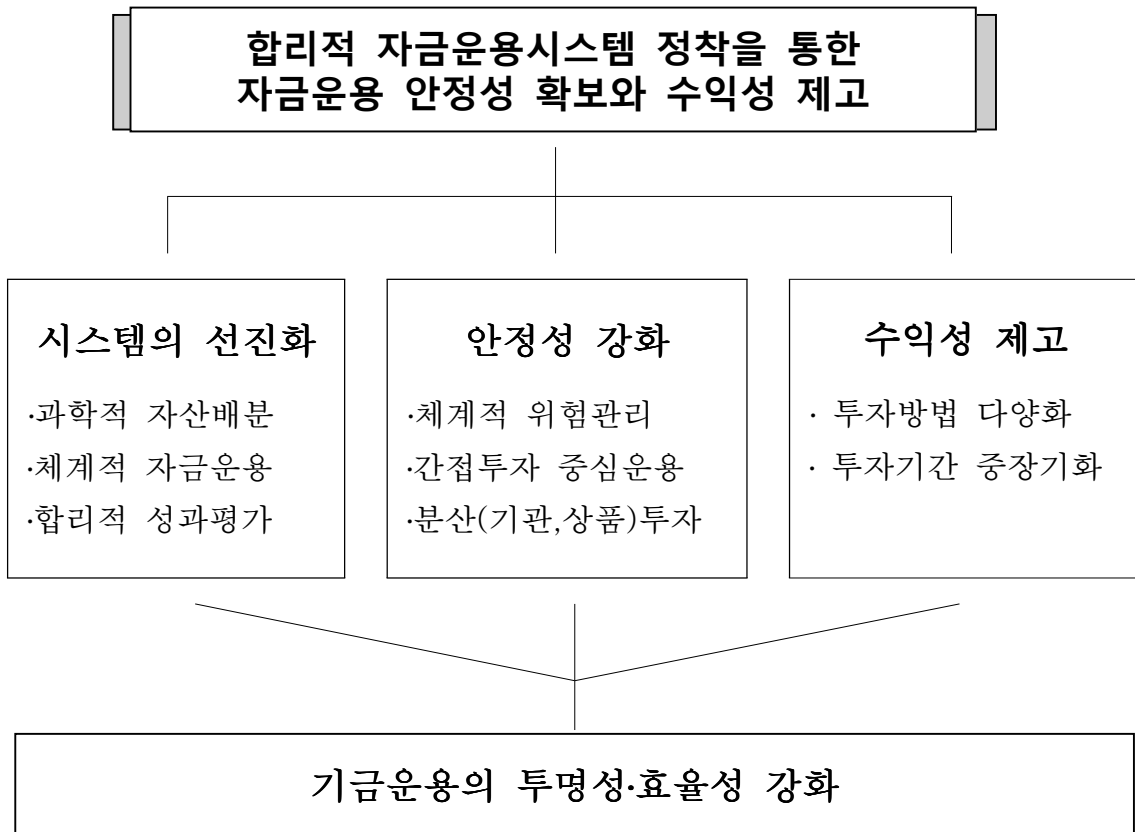 합리적 자금운용시스템 정착을 통한
자금운용 안정성 확보와 수익성 제고
시스템의 선진화
·과학적 자산배분
·체계적 자금운용
·합리적 성과평가
안정성 강화
·체계적 위험관리
·간접투자 중심운용
·분산(기관,상품)투자
수익성 제고
· 투자방법 다양화
· 투자기간 중장기화
기금운용의 투명성·효율성 강화